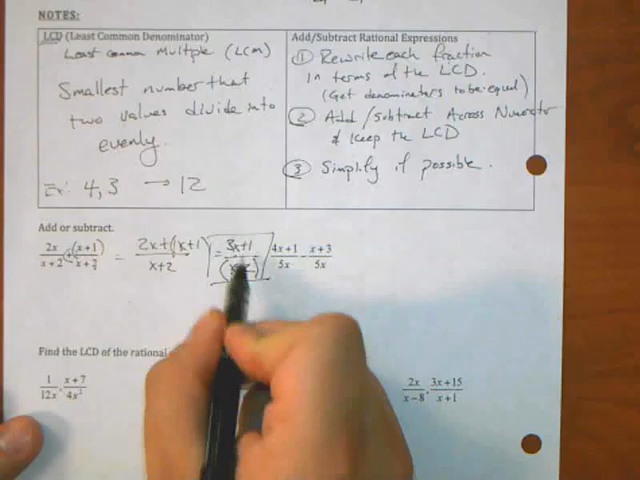 NOTES:
LCD (Least Common Denominator)
Least common Multiple (LCM)
Smallest number that
two values divide into
evenly.
Ex: 4,3 → 12
Add/Subtract Rational Expressions
① Rewrite each fraction
in terms of the LCD.
(Get denominators to be equal)
② Add/Subtract Across Numerator
& Keep the LCD
③ Simplify if possible.
Add or subtract.
2x/(x+2) + (x+1)/(x+2) = (2x+(x+1))/(x+2) = (3x+1)/(x+2)
(4x+1)/5x - (x+3)/5x
Find the LCD of the rational
1/12x, (x+7)/4x²
2x/(x-8), (3x+15)/(x+1)